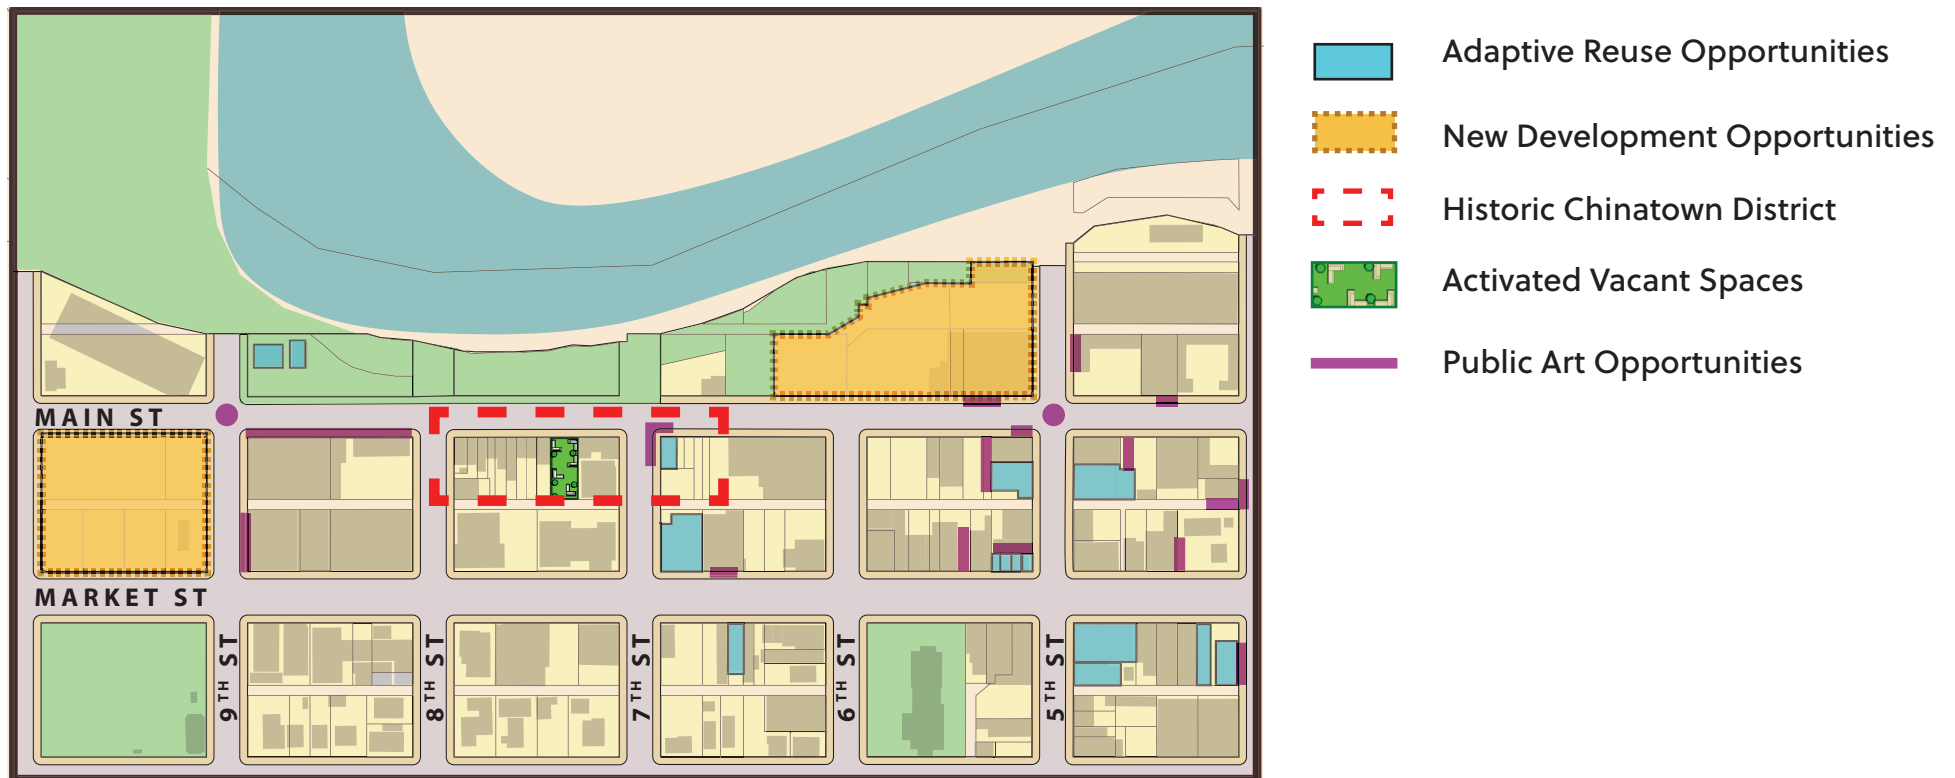 Adaptive Reuse Opportunities
New Development Opportunities
Historic Chinatown District
Activated Vacant Spaces
Public Art Opportunities
MAIN ST
MARKET ST
9TH ST
8TH ST
7TH ST
6TH ST
5TH ST